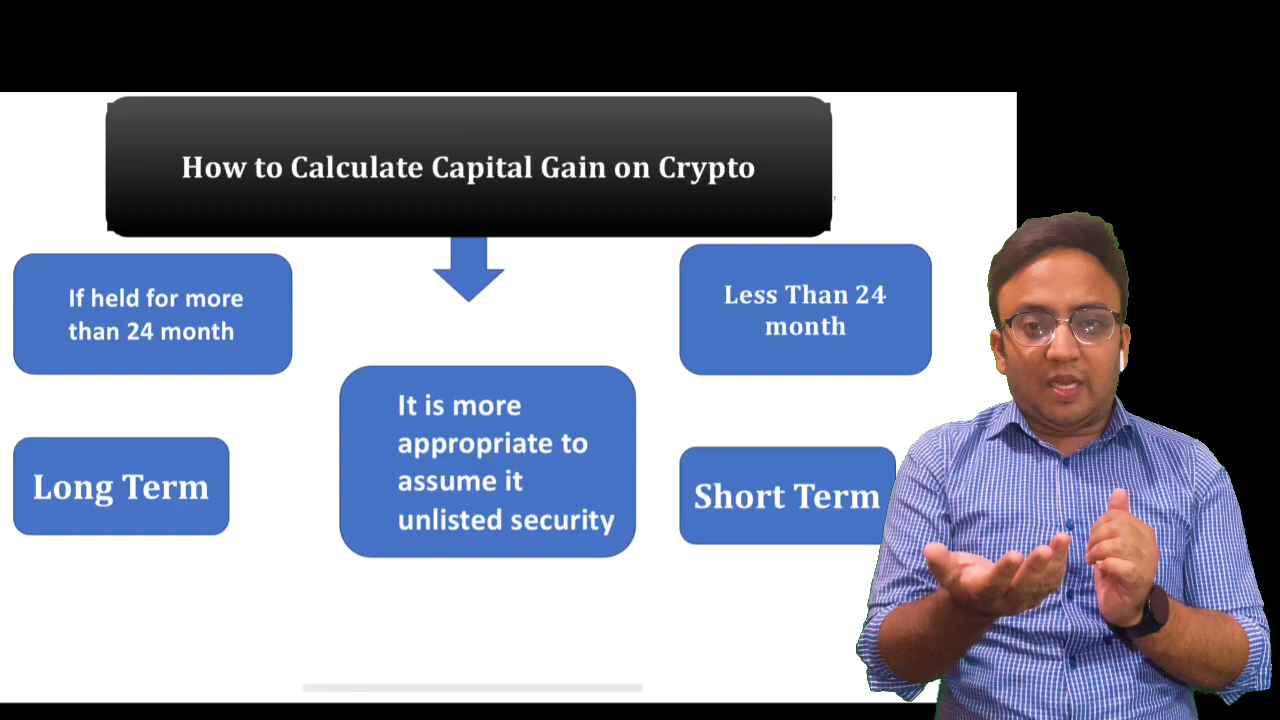 How to Calculate Capital Gain on Crypto
If held for more
than 24 month
Less Than 24
month
It is more
appropriate to
assume it
unlisted security
Long Term
Short Term